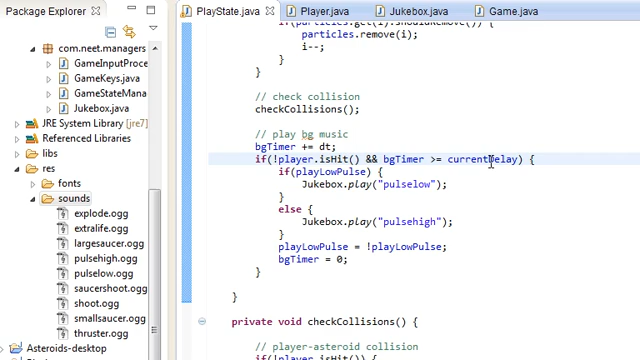 Package Explorer
PlayState.java
Player.java
Jukebox.java
Game.java
com.neet.managers
GameInputProce
GameKeys.java
GameStateMana
Jukebox.java
JRE System Library [jre7]
Referenced Libraries
libs
res
fonts
sounds
explode.ogg
extralife.ogg
largesaucer.ogg
pulsehigh.ogg
pulselow.ogg
saucershoot.ogg
shoot.ogg
smallsaucer.ogg
thruster.ogg
Asteroids-desktop
if(particles.get(i).shouldRemove()) {
particles.remove(i);
i--;
}
}
// check collision
checkCollisions();
// play bg music
bgTimer += dt;
if(!player.isHit() && bgTimer >= currentDelay) {
if(playLowPulse) {
Jukebox.play("pulselow");
}
else {
Jukebox.play("pulsehigh");
}
playLowPulse = !playLowPulse;
bgTimer = 0;
}
}
private void checkCollisions() {
// player-asteroid collision
if(!player.isHit()) {